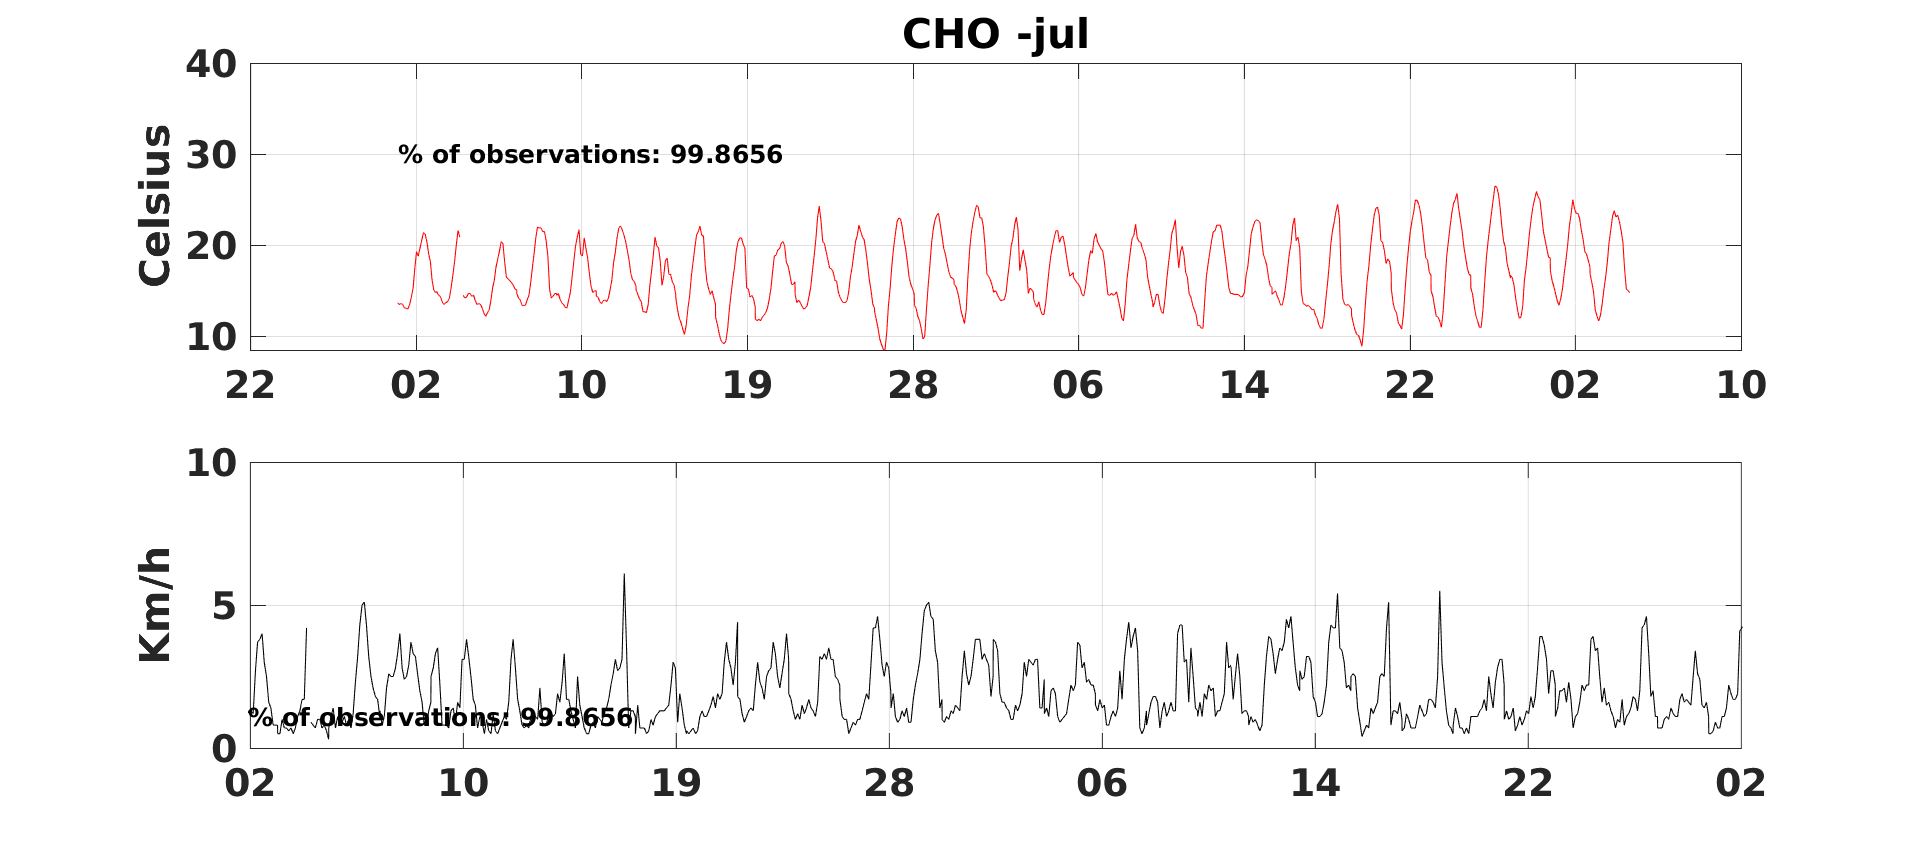 CHO -jul
Celsius
40
30
20
10
% of observations: 99.8656
22 02 10 19 28 06 14 22 02 10
Km/h
10
5
0
% of observations: 99.8656
02 10 19 28 06 14 22 02